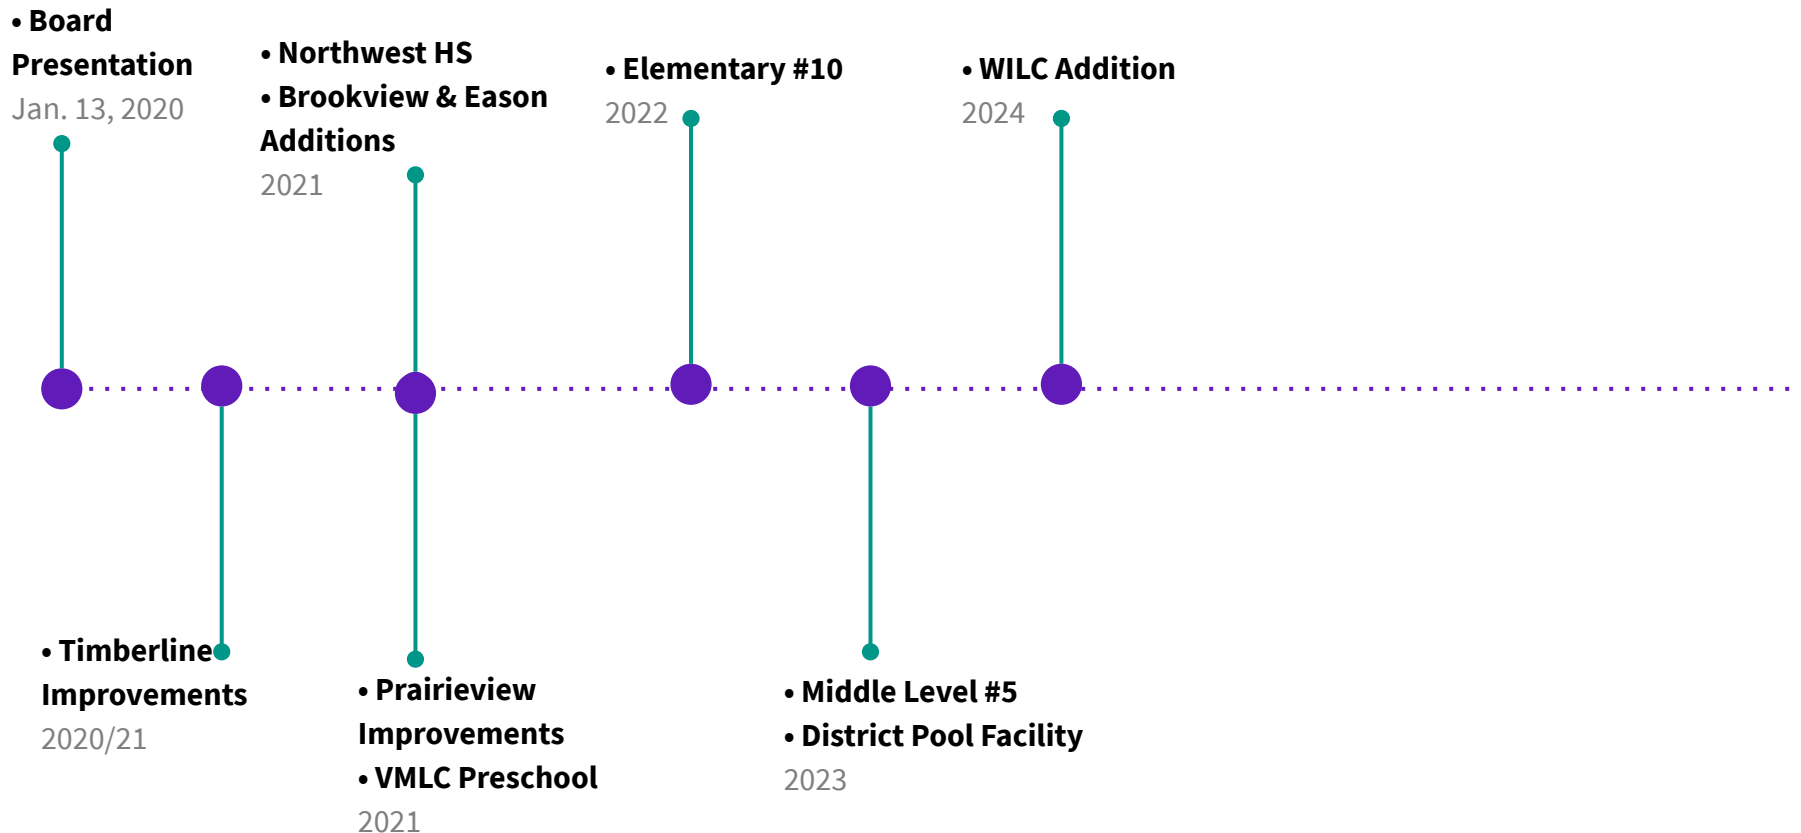 • Board
Presentation
Jan. 13, 2020
• Northwest HS
• Brookview & Eason
Additions
2021
• Elementary #10
2022
• WILC Addition
2024
• Timberline
Improvements
2020/21
• Prairieview
Improvements
• VMLC Preschool
2021
• Middle Level #5
• District Pool Facility
2023